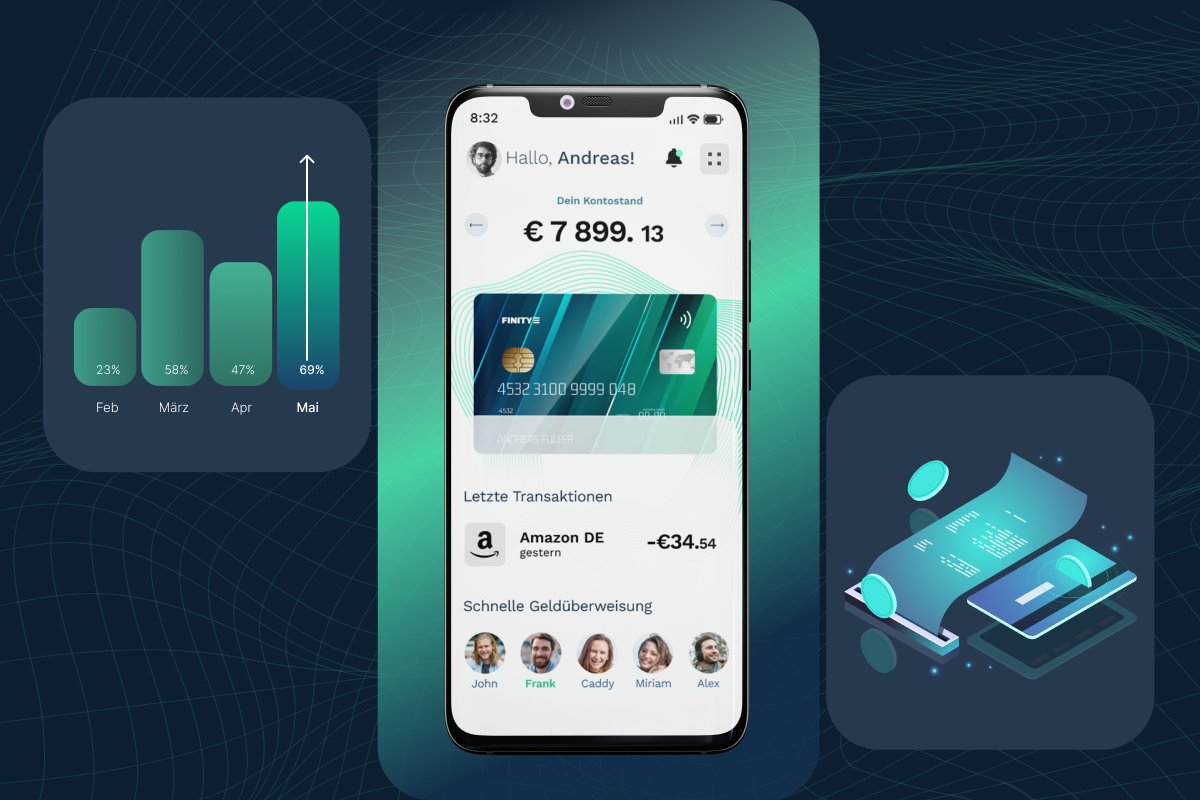 23%
58%
47%
69%
Feb
März
Apr
Mai
8:32
Hallo, Andreas!
Dein Kontostand
€ 7 899. 13
FINITY
4532 3100 9999 048
4532
00/00
ANDREAS FULLER
Letzte Transaktionen
a
Amazon DE
gestern
-€34.54
Schnelle Geldüberweisung
John
Frank
Caddy
Miriam
Alex